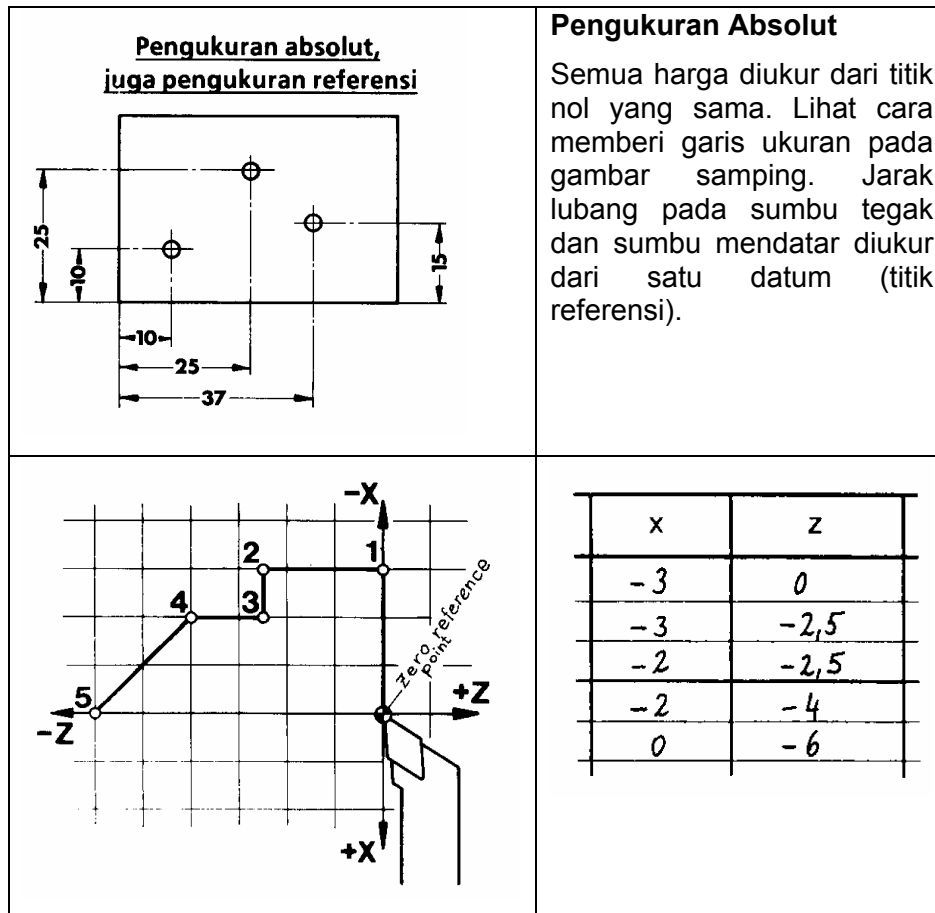 Pengukuran absolut,
juga pengukuran referensi
25
10
15
10
25
37
Pengukuran Absolut
Semua harga diukur dari titik
nol yang sama. Lihat cara
memberi garis ukuran pada
gambar samping. Jarak
lubang pada sumbu tegak
dan sumbu mendatar diukur
dari satu datum (titik
referensi).
-X
2 1
4 3
5
zero reference
point
+Z
-Z
+X
x z
-3 0
-3 -2,5
-2 -2,5
-2 -4
0 -6